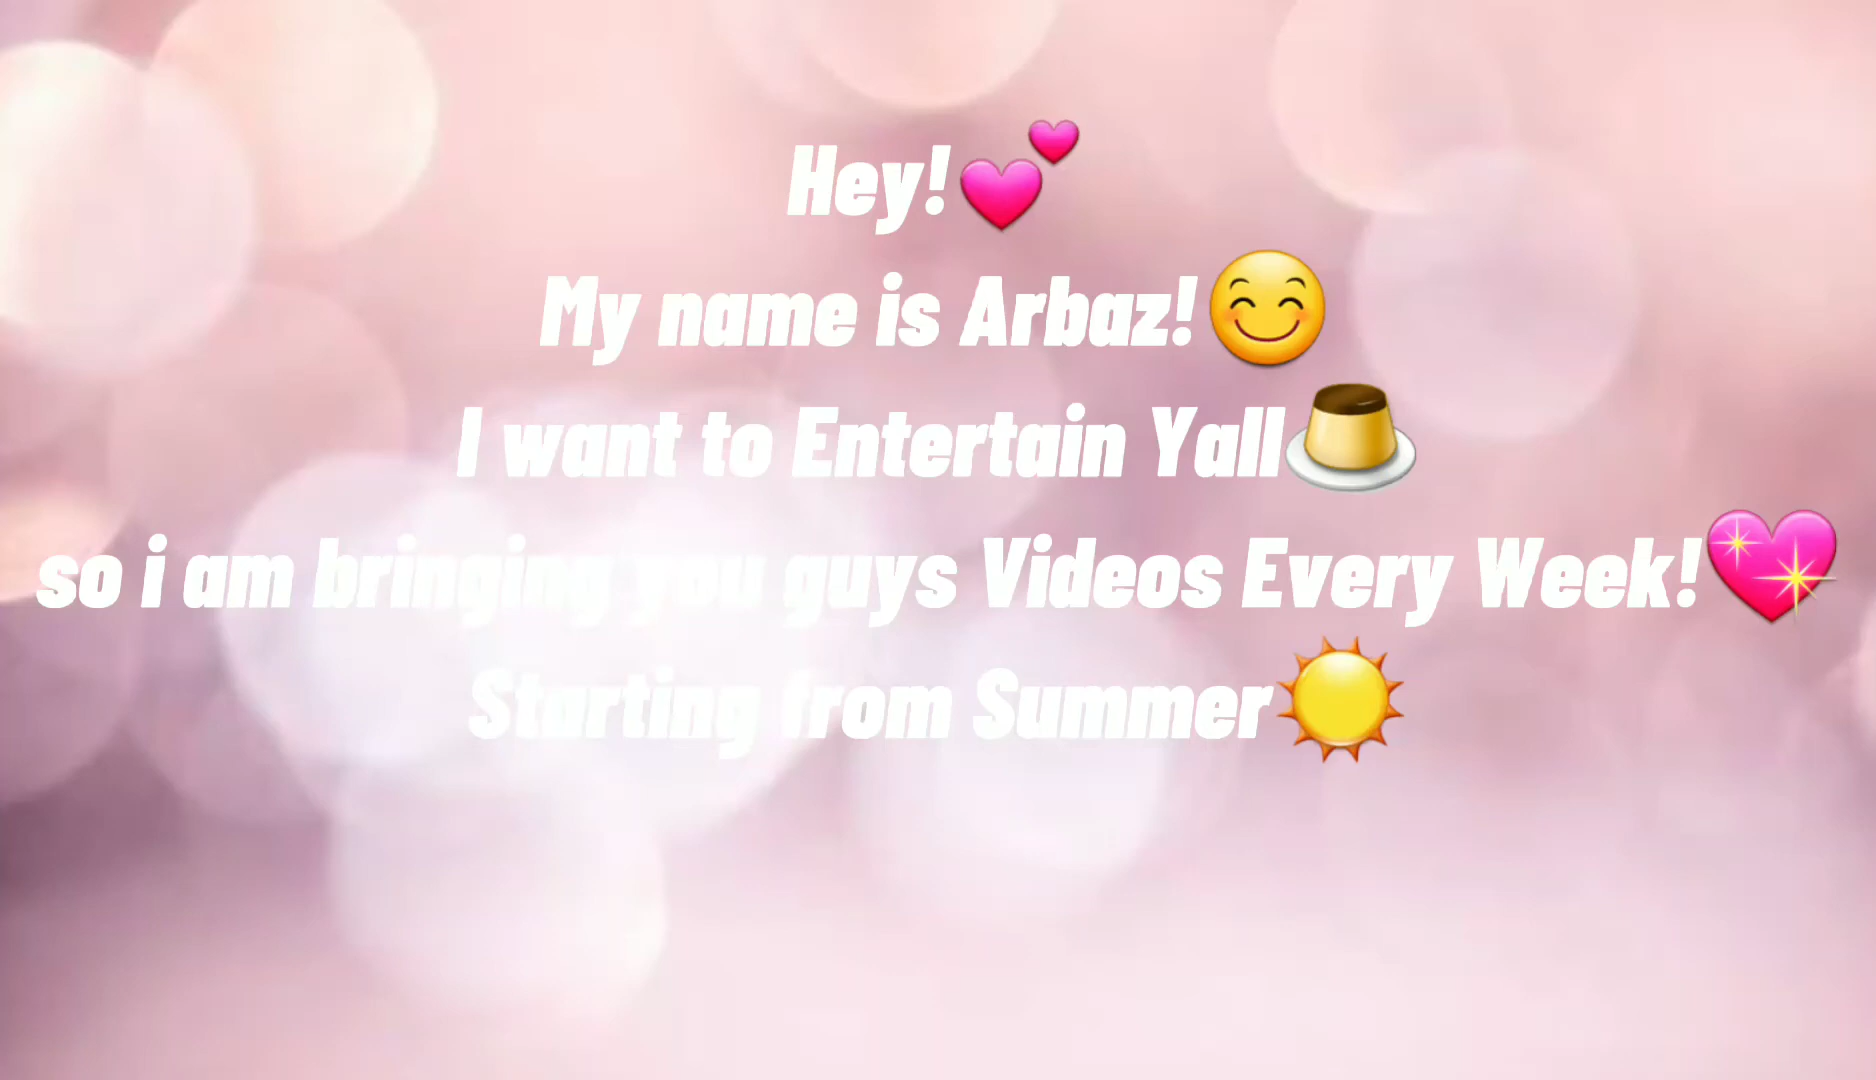 Hey!💕
My name is Arbaz!😊
I want to Entertain Yall🍮
so i am bringing you guys Videos Every Week!💖
Starting from Summer☀️